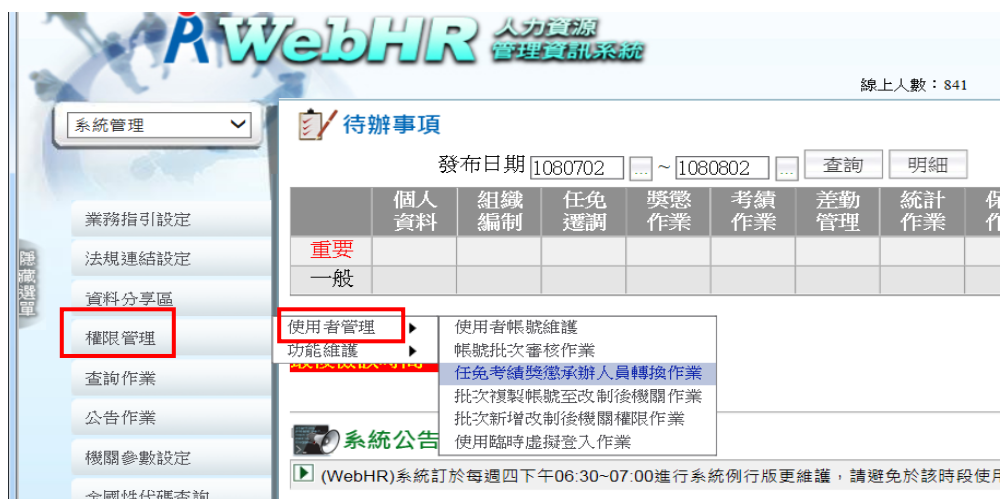 WebHR 人力資源
管理資訊系統
線上人數：841
系統管理
待辦事項
發布日期 1080702 ... ~ 1080802 ... 查詢 明細
個人 組織 任免 獎懲 考績 差勤 統計
資料 編制 遷調 作業 作業 管理 作業
重要
一般
隱藏選單
業務指引設定
法規連結設定
資料分享區
權限管理
查詢作業
公告作業
機關參數設定
使用者管理
功能維護
使用者帳號維護
帳號批次審核作業
任免考績獎懲承辦人員轉換作業
批次複製帳號至改制後機關作業
批次新增改制後機關權限作業
使用臨時虛擬登入作業
系統公告
(WebHR)系統訂於每週四下午06:30~07:00進行系統例行版更維護，請避免於該時段使用